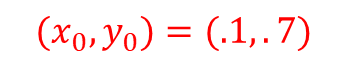 (x₀, y₀) = (.1, .7)